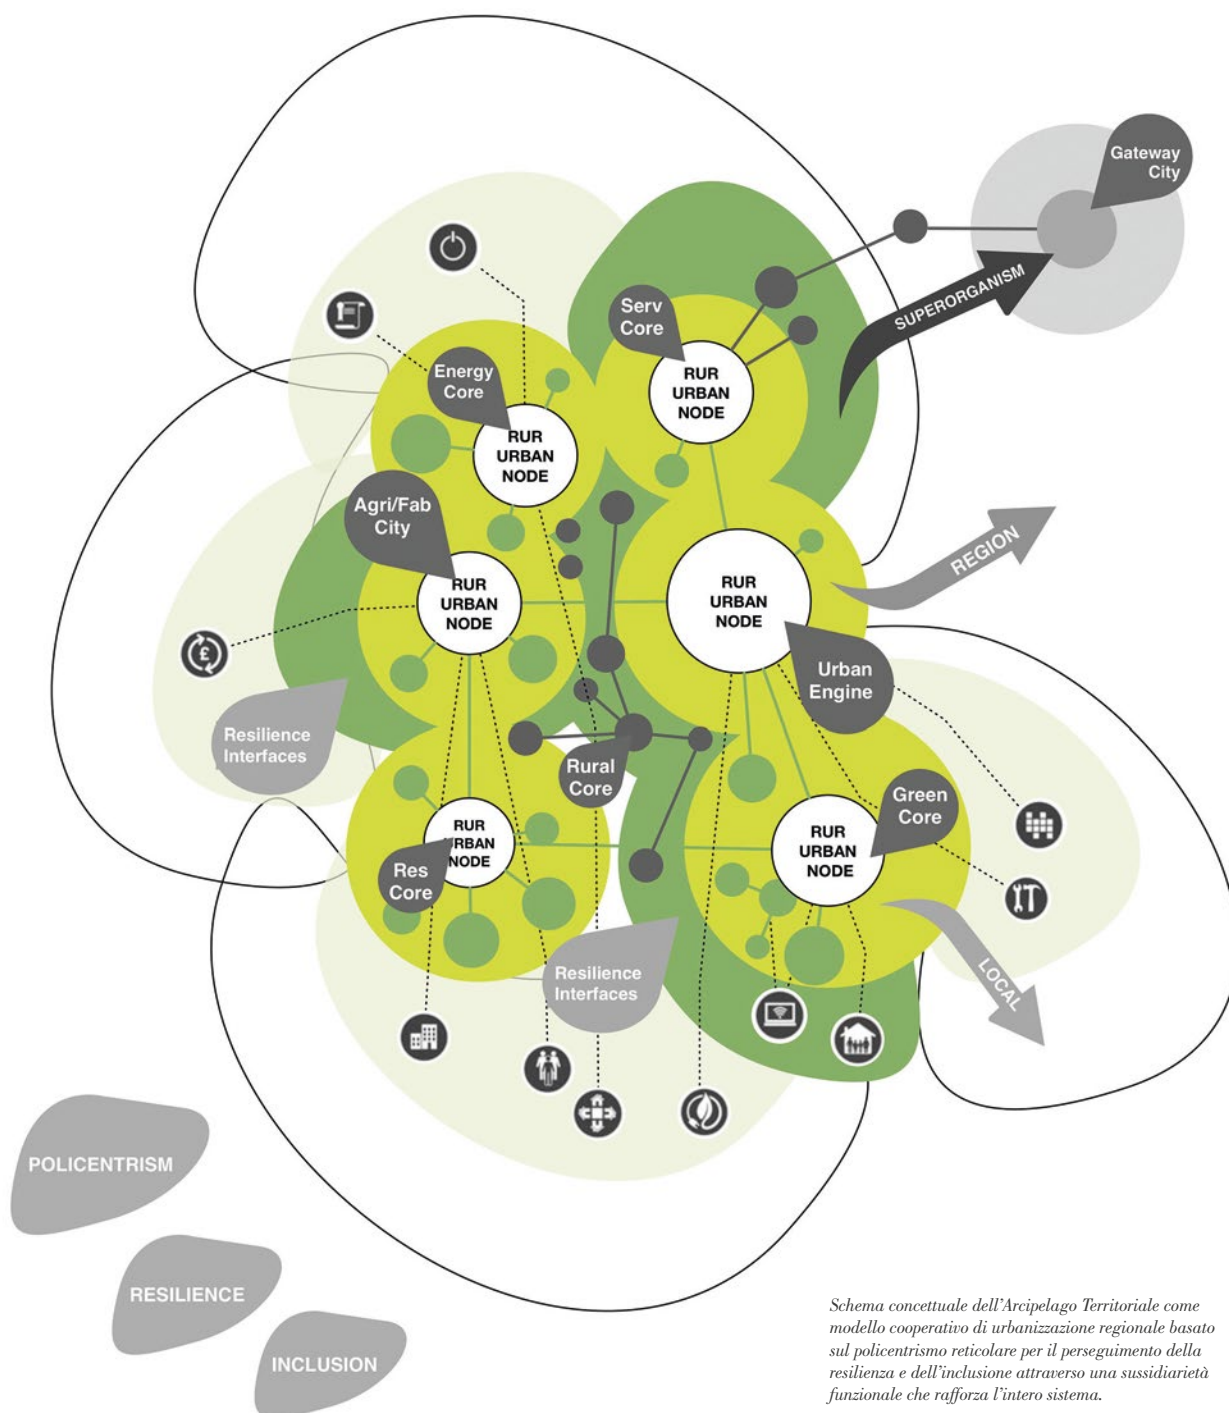 Gateway
City
SUPERORGANISM
Serv
Core
RUR
URBAN
NODE
Energy
Core
RUR
URBAN
NODE
Agri/Fab
City
RUR
URBAN
NODE
RUR
URBAN
NODE
REGION
£
Urban
Engine
Resilience
Interfaces
Rural
Core
Green
Core
RUR
URBAN
NODE
RUR
URBAN
NODE
Res
Core
Resilience
Interfaces
LOCAL
POLICENTRISM
RESILIENCE
INCLUSION
Schema concettuale dell'Arcipelago Territoriale come
modello cooperativo di urbanizzazione regionale basato
sul policentrismo reticolare per il perseguimento della
resilienza e dell'inclusione attraverso una sussidiarietà
funzionale che rafforza l'intero sistema.